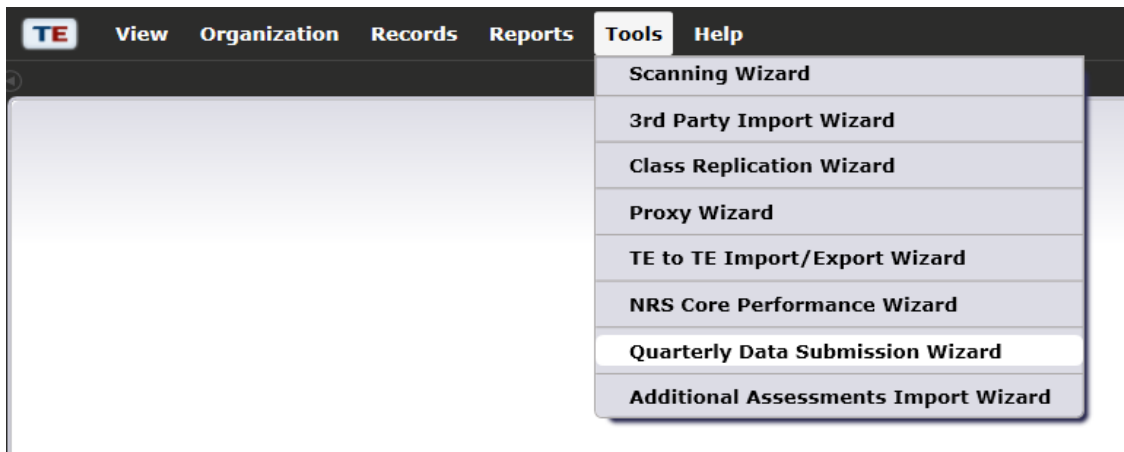 TE View Organization Records Reports Tools Help
Scanning Wizard
3rd Party Import Wizard
Class Replication Wizard
Proxy Wizard
TE to TE Import/Export Wizard
NRS Core Performance Wizard
Quarterly Data Submission Wizard
Additional Assessments Import Wizard